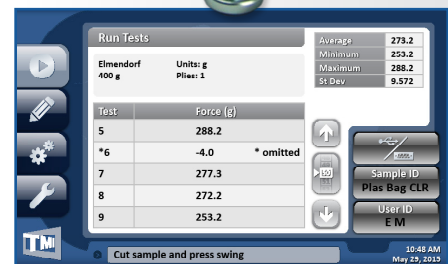 Run Tests
Elmendorf Units: g
400 g Plies: 1
Average 273.2
Minimum 253.2
Maximum 288.2
St Dev 9.572
Test Force (g)
5 288.2
*6 -4.0 * omitted
7 277.3
8 272.2
9 253.2
Sample ID
Plas Bag CLR
User ID
E M
TMI
Cut sample and press swing
10:48 AM
May 29, 2015